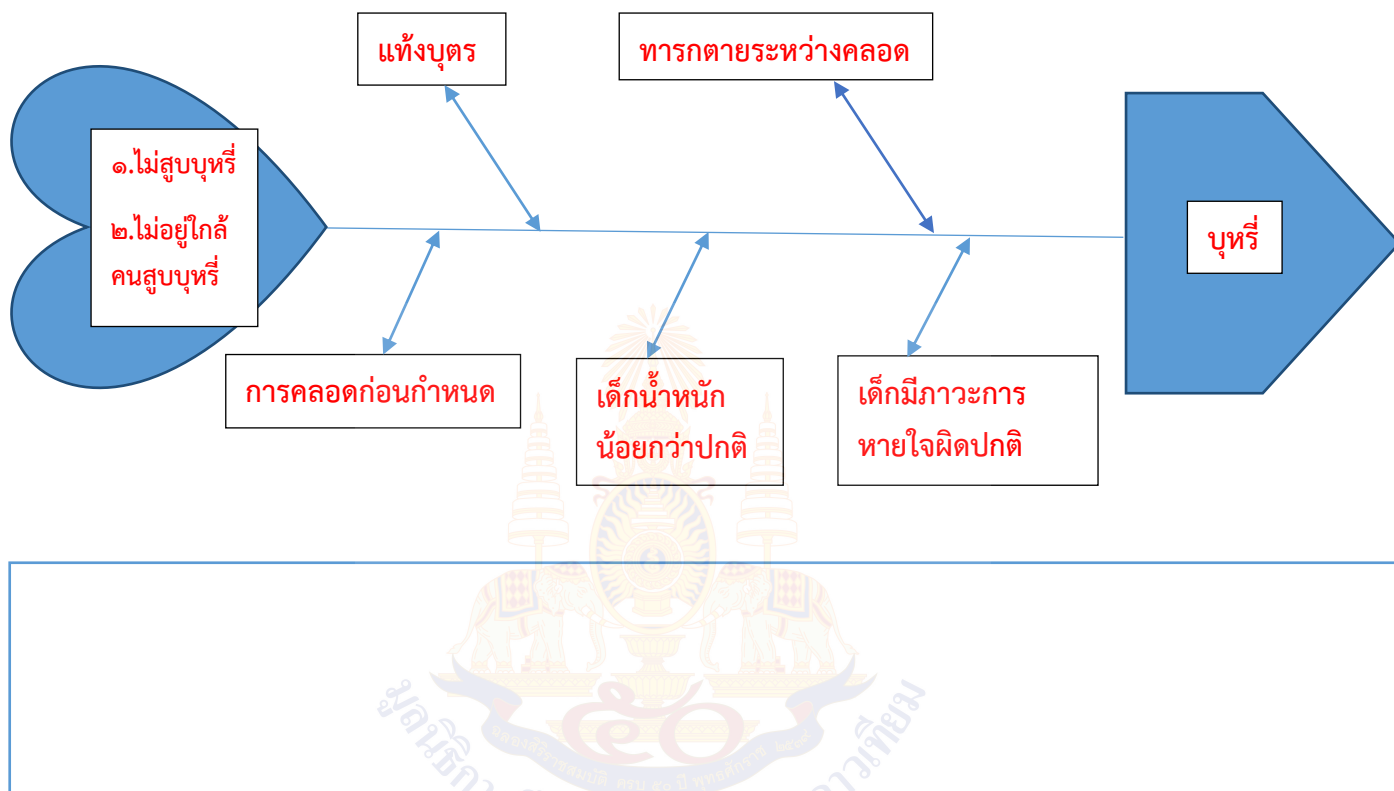 แท้งบุตร
ทารกตายระหว่างคลอด
๑.ไม่สูบบุหรี่
๒.ไม่อยู่ใกล้
คนสูบบุหรี่
บุหรี่
การคลอดก่อนกำหนด
เด็กน้ำหนัก
น้อยกว่าปกติ
เด็กมีภาวะการ
หายใจผิดปกติ
๕๐